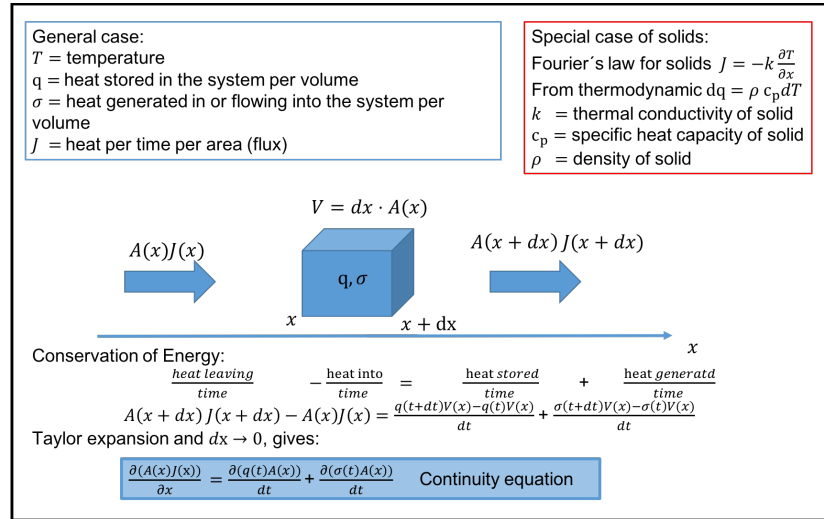 General case:
T = temperature
q = heat stored in the system per volume
σ = heat generated in or flowing into the system per
volume
J = heat per time per area (flux)
Special case of solids:
Fourier´s law for solids J = −k ∂T/∂x
From thermodynamic dq = ρ c_p dT
k = thermal conductivity of solid
c_p = specific heat capacity of solid
ρ = density of solid
V = dx · A(x)
A(x)J(x)
A(x + dx) J(x + dx)
q, σ
x
x + dx
x
Conservation of Energy:
heat leaving/time − heat into/time = heat stored/time + heat generatd/time
A(x + dx) J(x + dx) − A(x)J(x) = q(t+dt)V(x)−q(t)V(x)/dt + σ(t+dt)V(x)−σ(t)V(x)/dt
Taylor expansion and dx → 0, gives:
∂(A(x)J(x))/∂x = ∂(q(t)A(x))/dt + ∂(σ(t)A(x))/dt Continuity equation